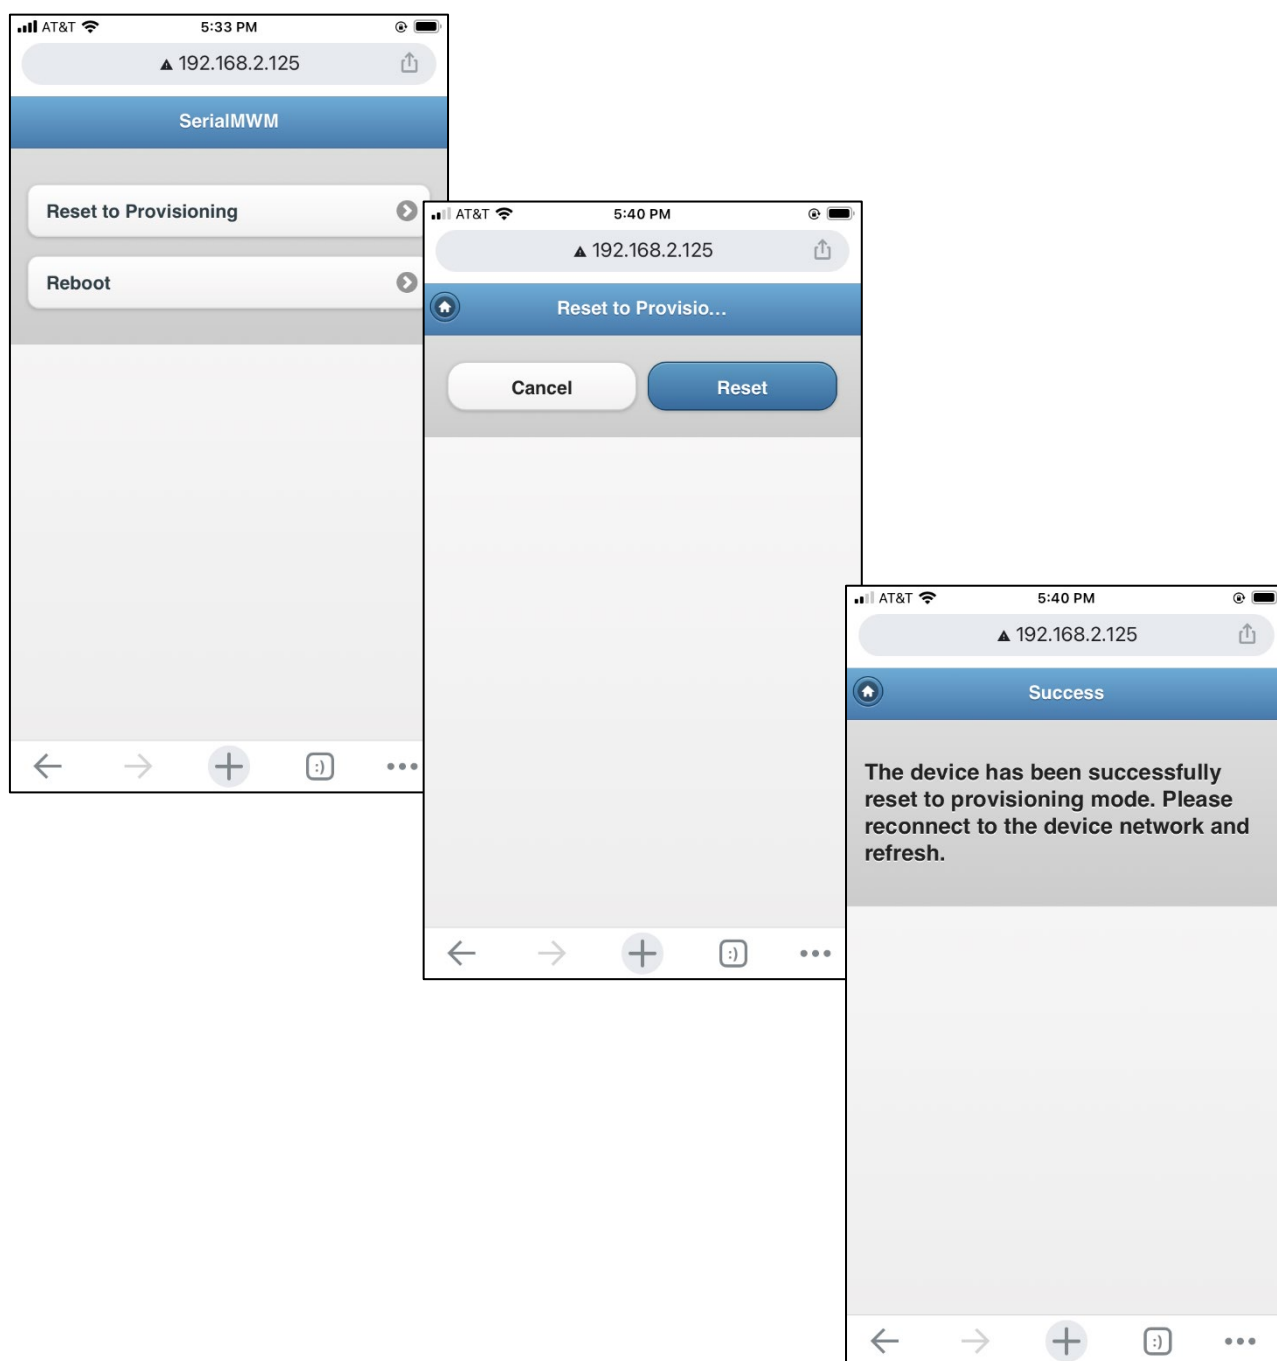 AT&T 5:33 PM
192.168.2.125
SerialMWM
Reset to Provisioning
Reboot
AT&T 5:40 PM
192.168.2.125
Reset to Provisio...
Cancel Reset
:)
AT&T 5:40 PM
192.168.2.125
Success
The device has been successfully
reset to provisioning mode. Please
reconnect to the device network and
refresh.
:)
:)